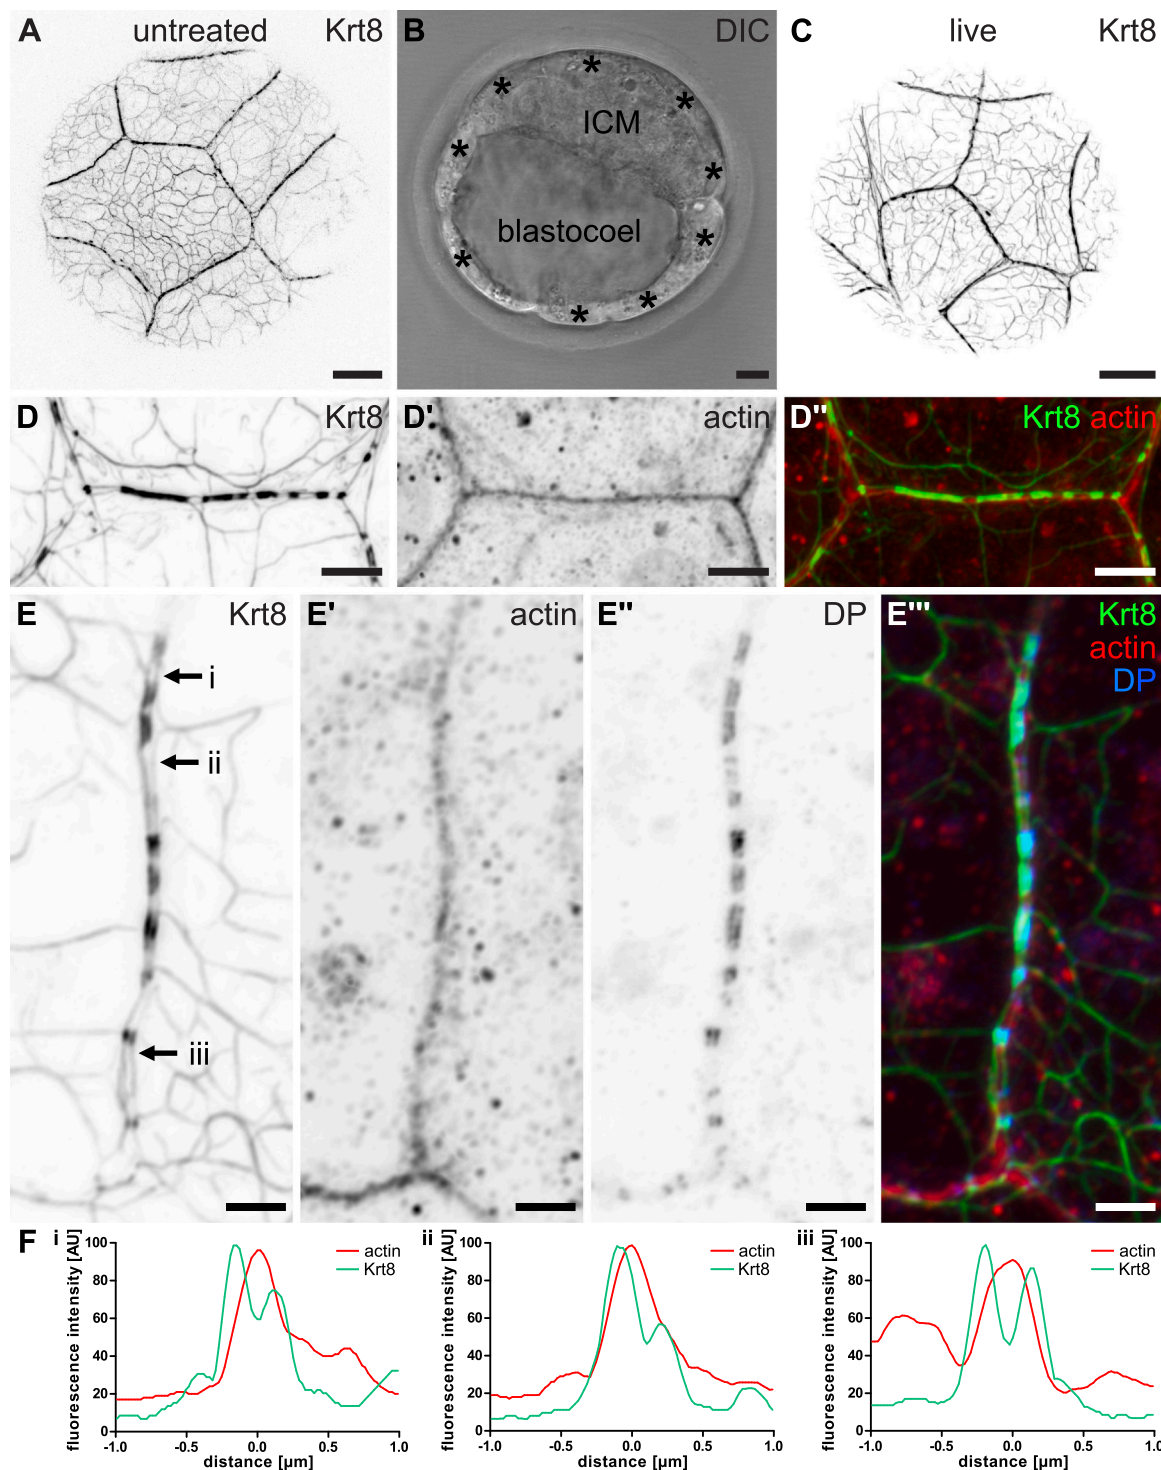 A untreated Krt8
B DIC
* * * * * * * * *
ICM
blastocoel
C live Krt8
D Krt8
D' actin
D" Krt8 actin
E Krt8
i
ii
iii
E' actin
E" DP
E"' Krt8
actin
DP
F
i
fluorescence intensity [AU]
100
80
60
40
20
0
actin
Krt8
-1.0 -0.5 0.0 0.5 1.0
distance [µm]
ii
fluorescence intensity [AU]
100
80
60
40
20
0
actin
Krt8
-1.0 -0.5 0.0 0.5 1.0
distance [µm]
iii
fluorescence intensity [AU]
100
80
60
40
20
0
actin
Krt8
-1.0 -0.5 0.0 0.5 1.0
distance [µm]